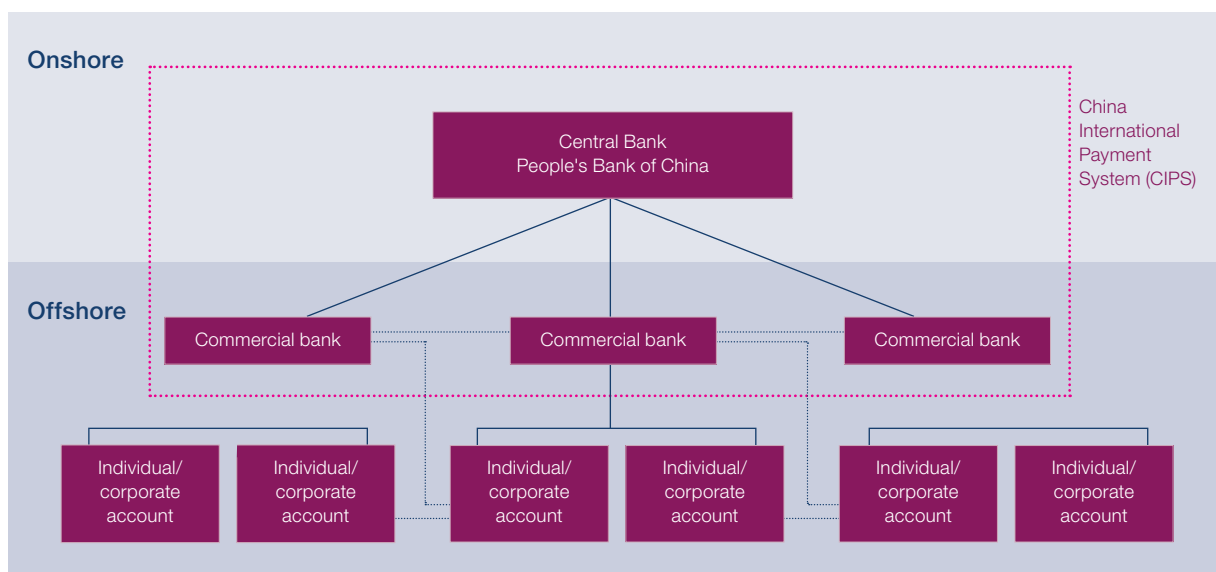 Onshore
China
International
Payment
System (CIPS)
Central Bank
People's Bank of China
Offshore
Commercial bank
Commercial bank
Commercial bank
Individual/
corporate
account
Individual/
corporate
account
Individual/
corporate
account
Individual/
corporate
account
Individual/
corporate
account
Individual/
corporate
account